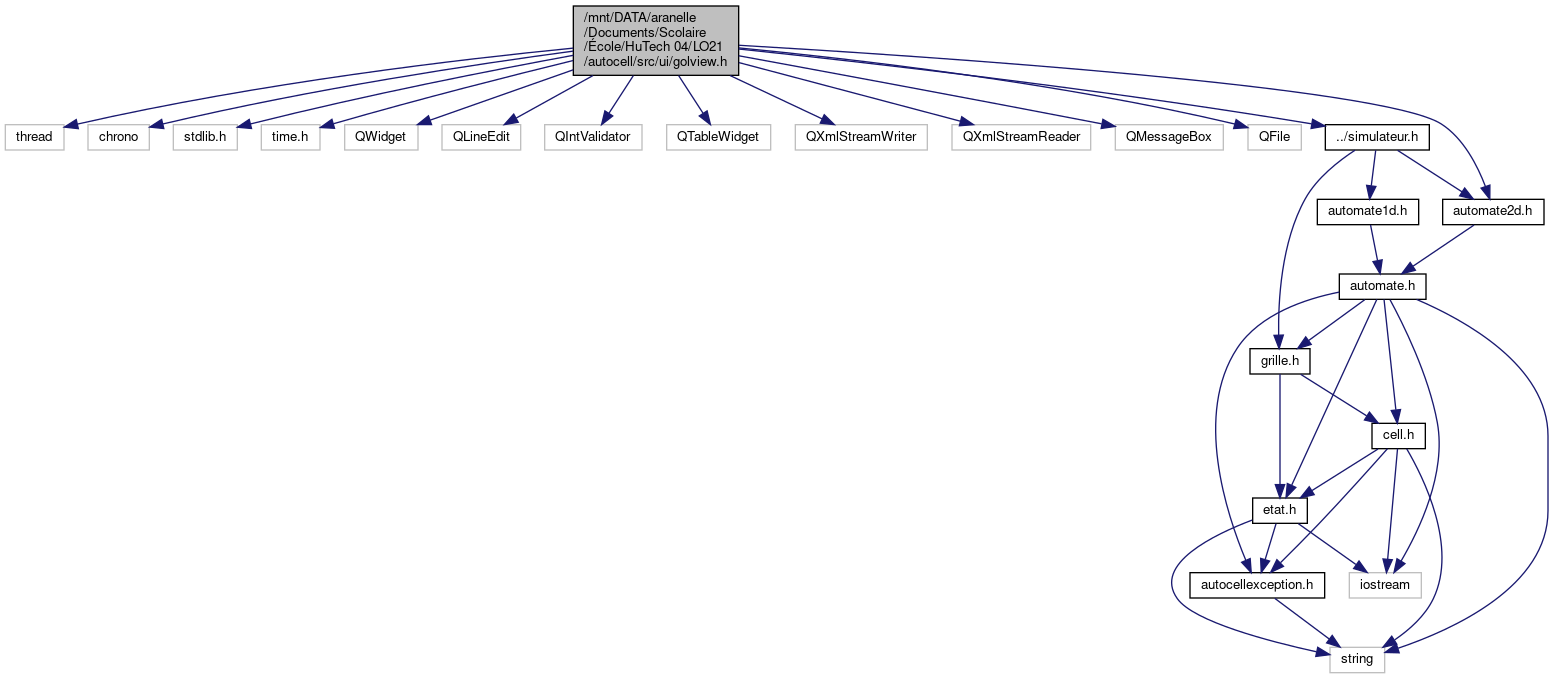 /mnt/DATA/aranelle
/Documents/Scolaire
/École/HuTech 04/LO21
/autocell/src/ui/golview.h
thread
chrono
stdlib.h
time.h
QWidget
QLineEdit
QIntValidator
QTableWidget
QXmlStreamWriter
QXmlStreamReader
QMessageBox
QFile
../simulateur.h
automate1d.h
automate2d.h
automate.h
grille.h
cell.h
etat.h
autocellexception.h
iostream
string